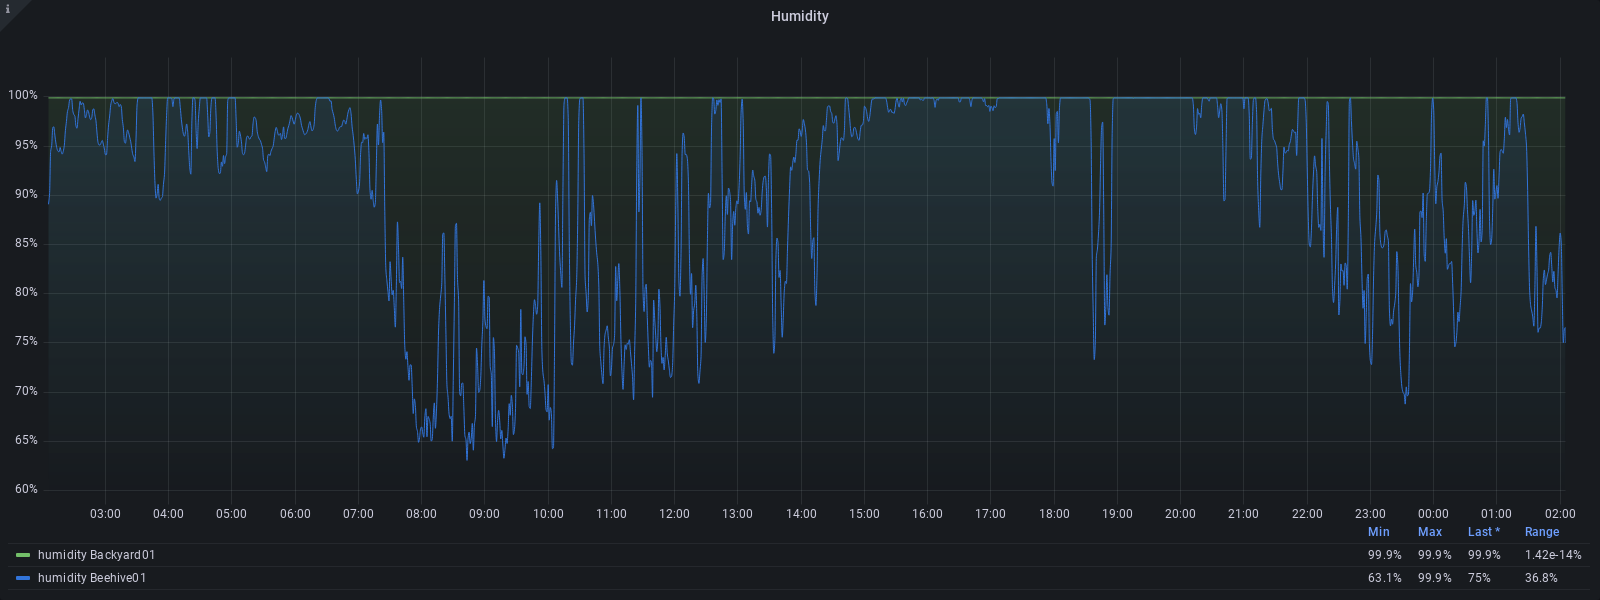 i
Humidity
100%
95%
90%
85%
80%
75%
70%
65%
60%
03:00 04:00 05:00 06:00 07:00 08:00 09:00 10:00 11:00 12:00 13:00 14:00 15:00 16:00 17:00 18:00 19:00 20:00 21:00 22:00 23:00 00:00 01:00 02:00
Min Max Last * Range
humidity Backyard01 99.9% 99.9% 99.9% 1.42e-14%
humidity Beehive01 63.1% 99.9% 75% 36.8%